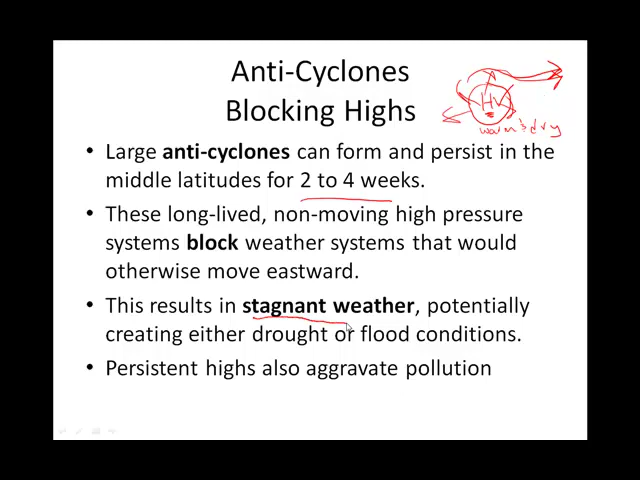 Anti-Cyclones
Blocking Highs
H
warm & dry
• Large anti-cyclones can form and persist in the
middle latitudes for 2 to 4 weeks.
• These long-lived, non-moving high pressure
systems block weather systems that would
otherwise move eastward.
• This results in stagnant weather, potentially
creating either drought or flood conditions.
• Persistent highs also aggravate pollution